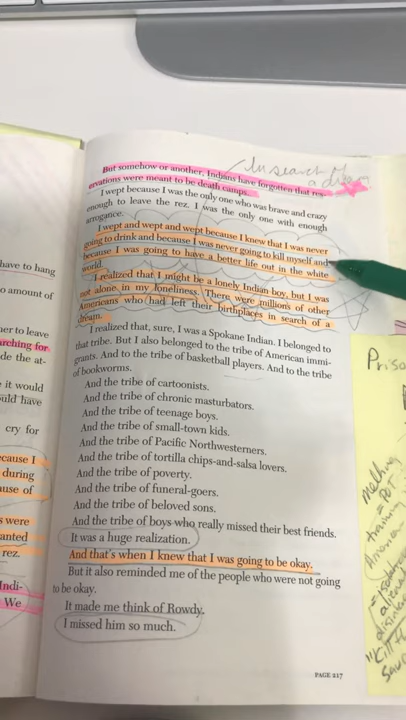 In search of
a dream
But somehow or another, Indians have forgotten that res-
ervations were meant to be death camps.
I wept because I was the only one who was brave and crazy
enough to leave the rez. I was the only one with enough
arrogance.
I wept and wept and wept because I knew that I was never
going to drink and because I was never going to kill myself and
because I was going to have a better life out in the white
world.
I realized that I might be a lonely Indian boy, but I was
not alone in my loneliness. There were millions of other
Americans who had left their birthplaces in search of a
dream.
I realized that, sure, I was a Spokane Indian. I belonged to
that tribe. But I also belonged to the tribe of American immi-
grants. And to the tribe of basketball players. And to the tribe
of bookworms.
And the tribe of cartoonists.
And the tribe of chronic masturbators.
And the tribe of teenage boys.
And the tribe of small-town kids.
And the tribe of Pacific Northwesterners.
And the tribe of tortilla chips-and-salsa lovers.
And the tribe of poverty.
And the tribe of funeral-goers.
And the tribe of beloved sons.
And the tribe of boys who really missed their best friends.
It was a huge realization.
And that's when I knew that I was going to be okay.
But it also reminded me of the people who were not going
to be okay.
It made me think of Rowdy.
I missed him so much.
PAGE 217
have to hang
o amount of
her to leave
arching for
de the at-
it would
ould have
cry for
ecause I
during
ause of
s were
anted
rez.
Indi-
We
Priso
melting
American
"Kill